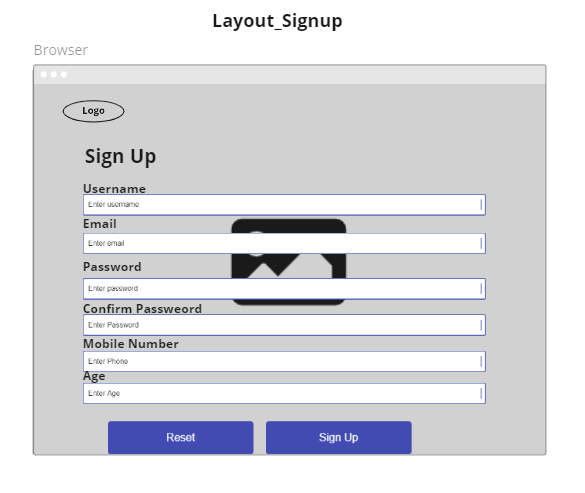 Layout_Signup
Browser
Logo
Sign Up
Username
Enter username
Email
Enter email
Password
Enter password
Confirm Passweord
Enter Password
Mobile Number
Enter Phone
Age
Enter Age
Reset
Sign Up